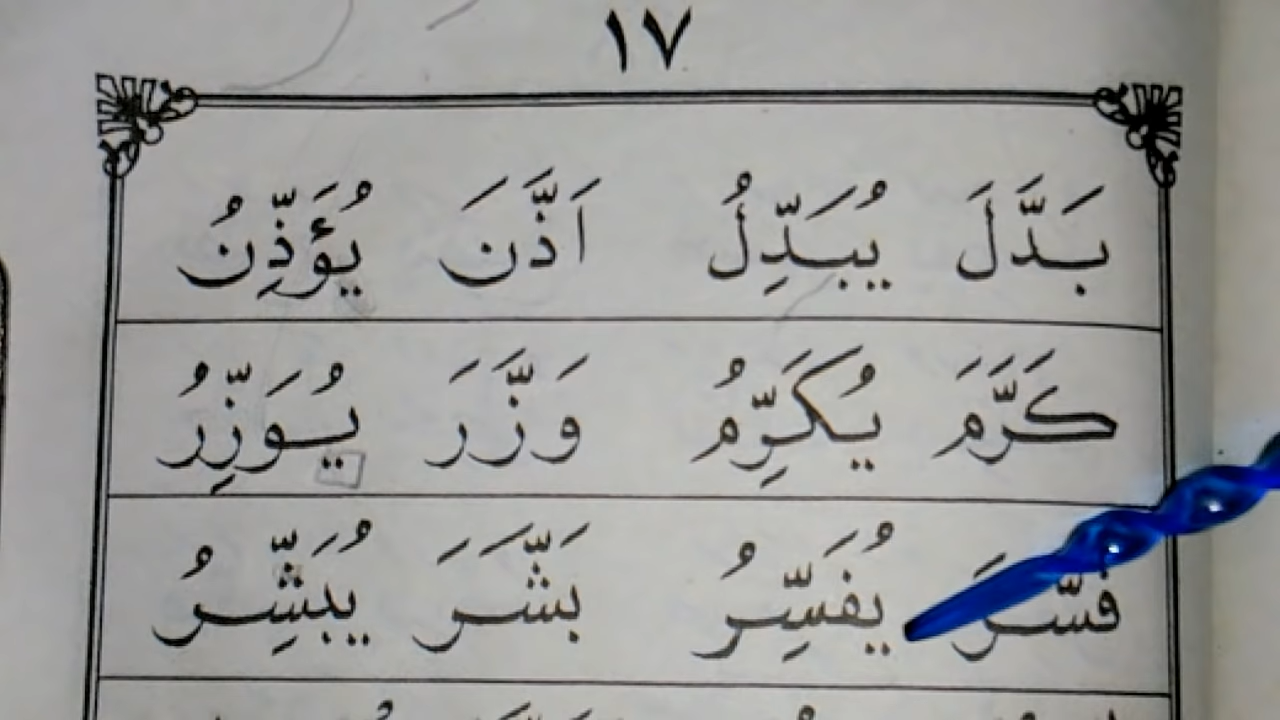 ١٧
بَدَّلَ يُبَدِّلُ اَذَّنَ يُؤَذِّنُ
كَرَّمَ يُكَرِّمُ وَزَّرَ يُوَزِّرُ
فَسَّرَ يُفَسِّرُ بَشَّرَ يُبَشِّرُ